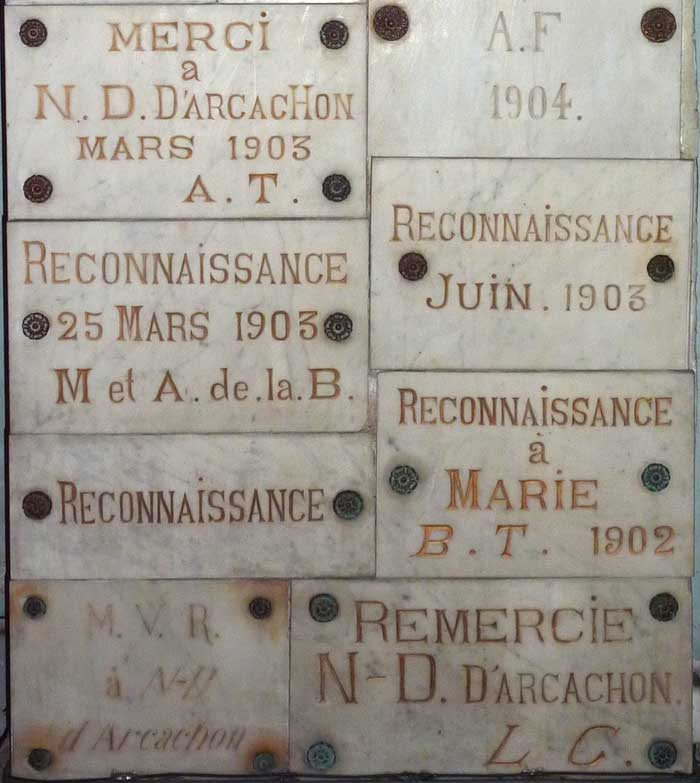 MERCI
a
N. D. D'ARCACHON
MARS 1903
A. T.
A. F
1904.
RECONNAISSANCE
25 MARS 1903
M et A. de. la. B.
RECONNAISSANCE
JUIN. 1903
RECONNAISSANCE
RECONNAISSANCE
à
MARIE
B. T. 1902
M. V. R.
à N-D
d'Arcachon
REMERCIE
N-D. D'ARCACHON.
L C.